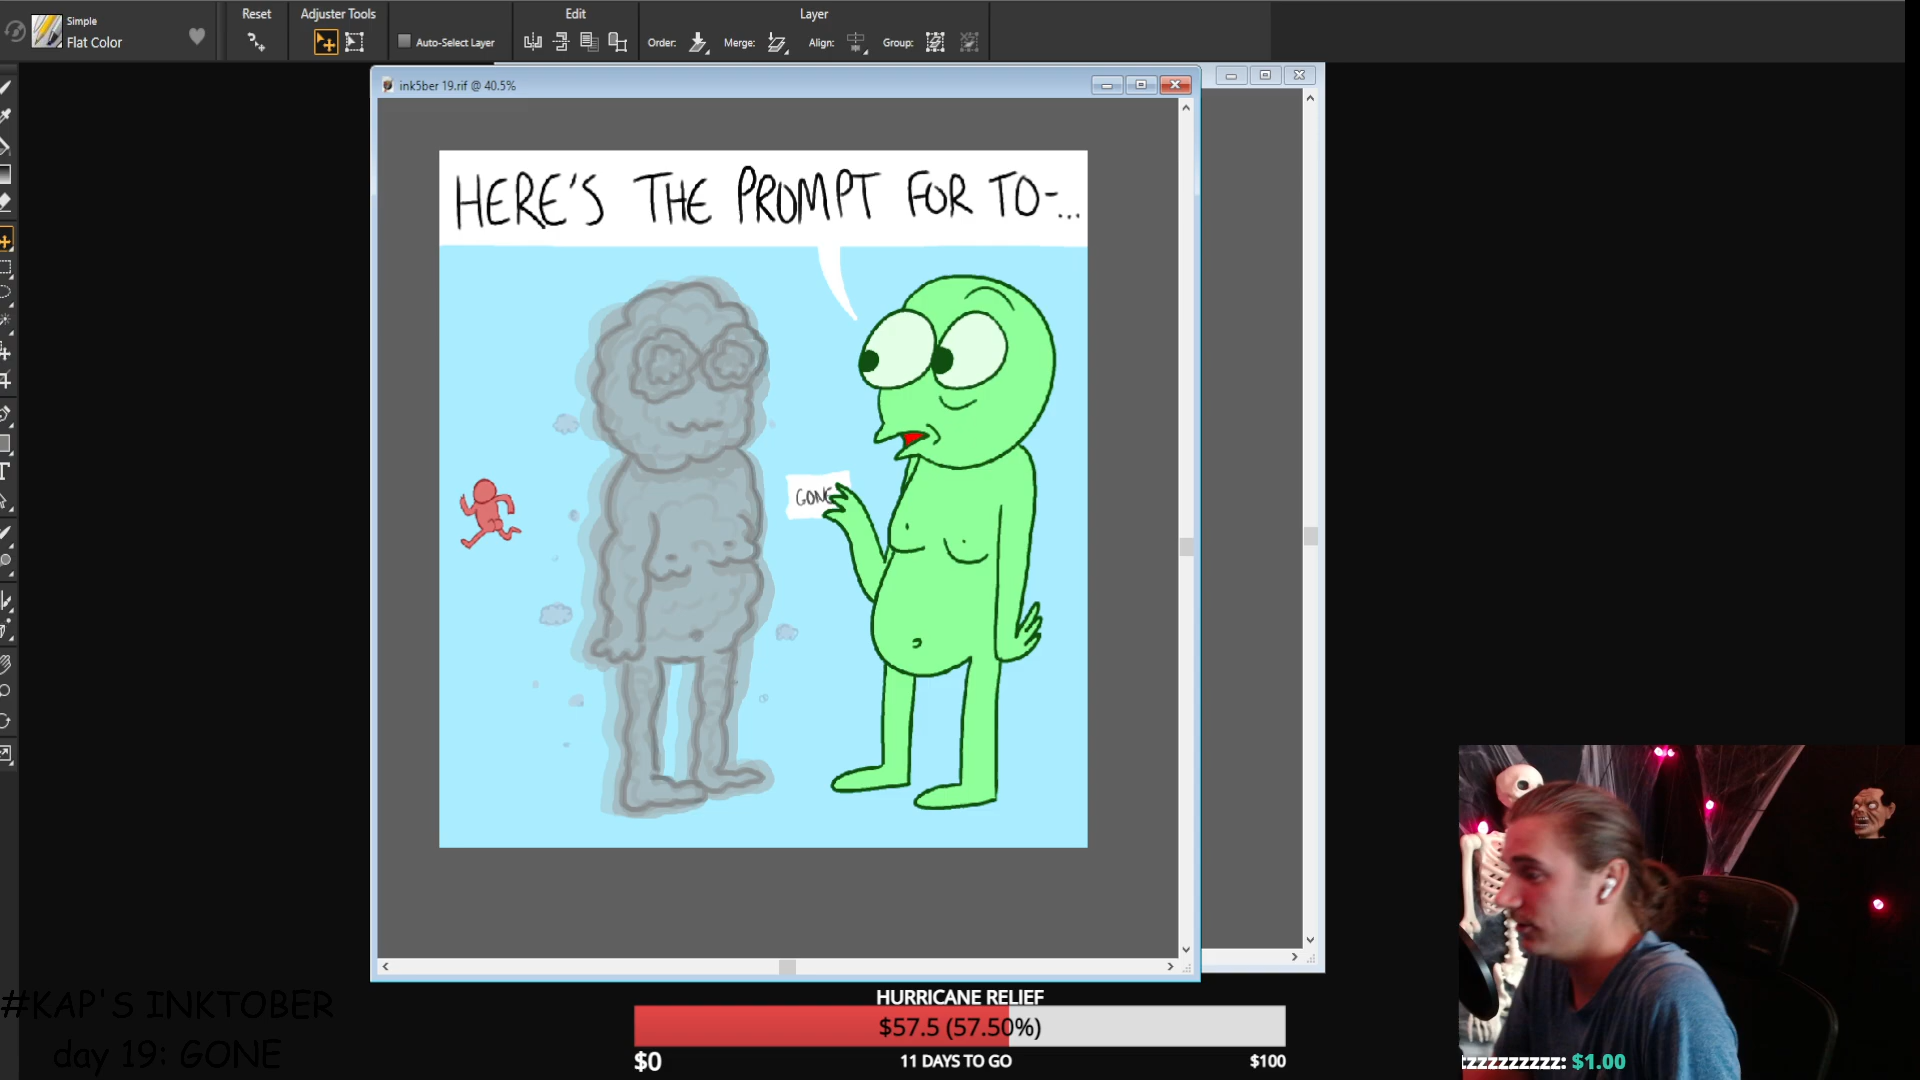 Simple
Flat Color
Reset
Adjuster Tools
Auto-Select Layer
Edit
Layer
Order:
Merge:
Align:
Group:
ink5ber 19.rif @ 40.5%
HERE'S THE PROMPT FOR TO-...
GONE
#KAP'S INKTOBER
day 19: GONE
HURRICANE RELIEF
$57.5 (57.50%)
$0
11 DAYS TO GO
$100
tzzzzzzzzz: $1.00